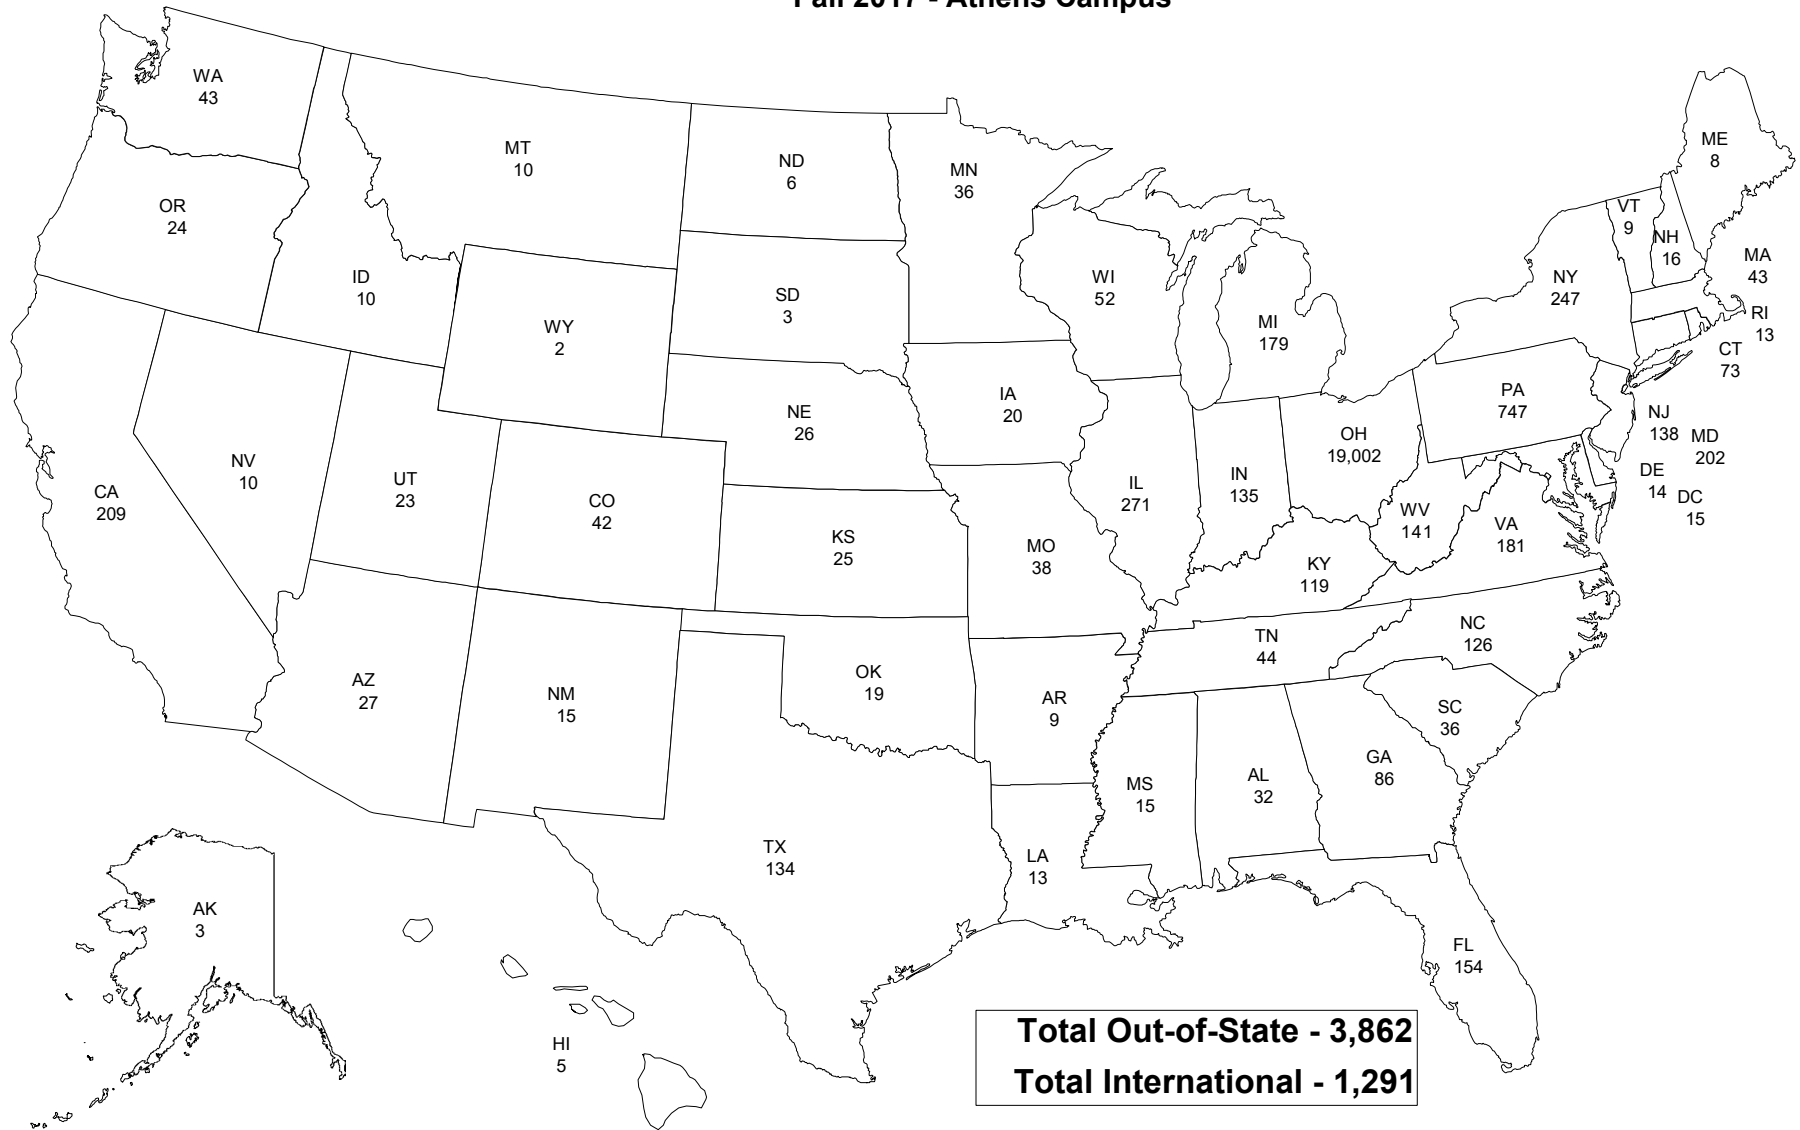 Fall 2017 - Athens Campus
WA
43
MT
10
ND
6
MN
36
ME
8
OR
24
VT
9
NH
16
MA
43
ID
10
WY
2
SD
3
WI
52
MI
179
NY
247
RI
13
CT
73
NV
10
UT
23
CO
42
NE
26
IA
20
PA
747
NJ
138
MD
202
OH
19,002
DE
14
DC
15
CA
209
IL
271
IN
135
WV
141
VA
181
KS
25
MO
38
KY
119
TN
44
NC
126
AZ
27
NM
15
OK
19
AR
9
SC
36
MS
15
AL
32
GA
86
TX
134
LA
13
AK
3
FL
154
HI
5
Total Out-of-State - 3,862
Total International - 1,291